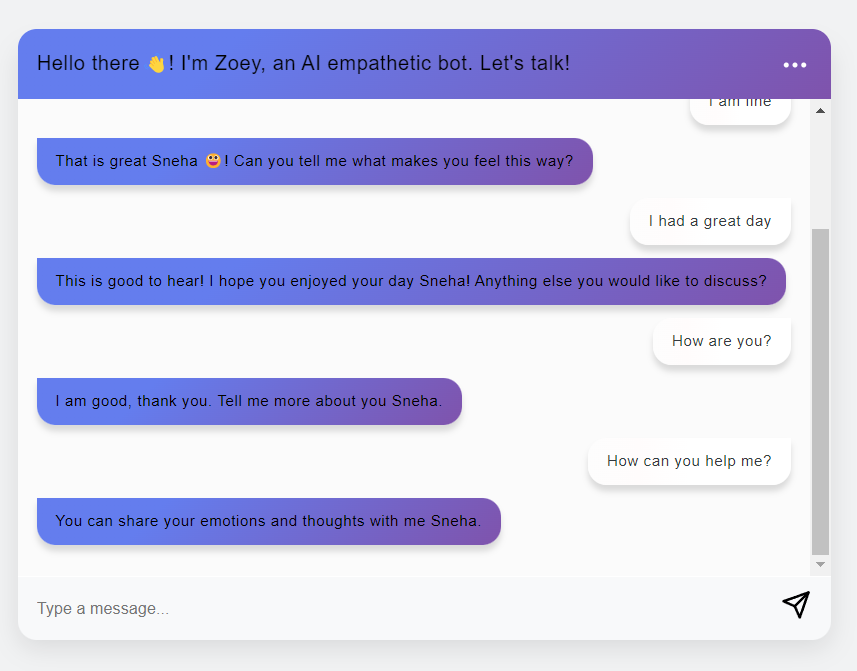 Hello there 👋! I'm Zoey, an AI empathetic bot. Let's talk!
I am fine
That is great Sneha 😀! Can you tell me what makes you feel this way?
I had a great day
This is good to hear! I hope you enjoyed your day Sneha! Anything else you would like to discuss?
How are you?
I am good, thank you. Tell me more about you Sneha.
How can you help me?
You can share your emotions and thoughts with me Sneha.
Type a message...